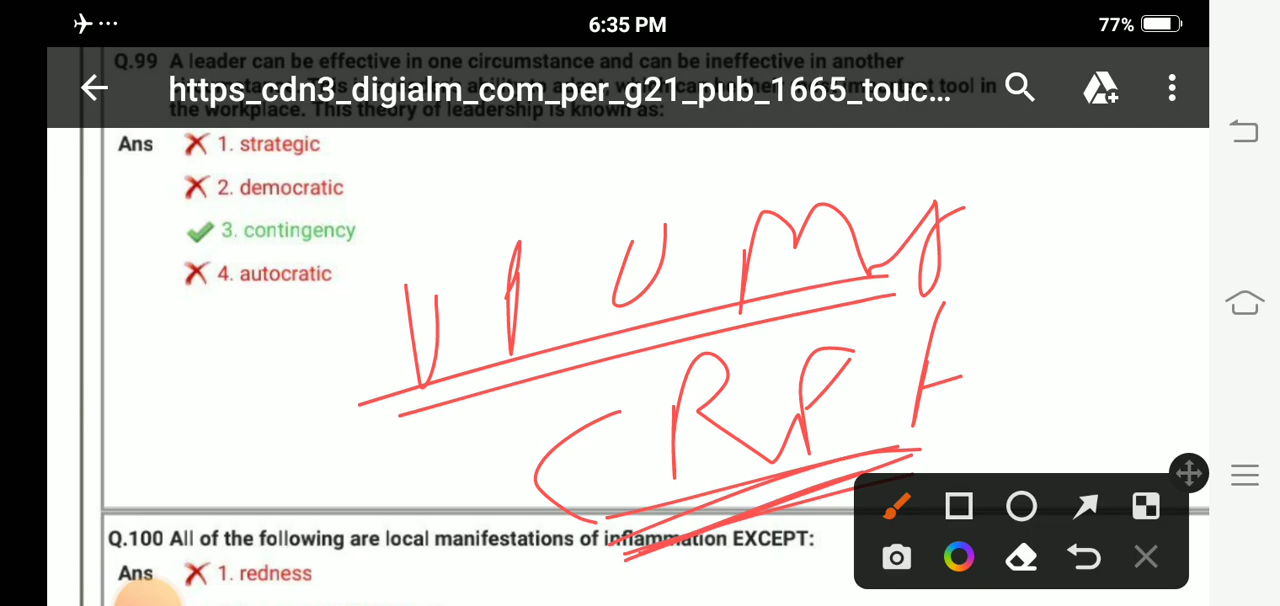 6:35 PM
77%
Q.99 A leader can be effective in one circumstance and can be ineffective in another
https_cdn3_digialm_com_per_g21_pub_1665_touc...
tool in
the workplace. This theory of leadership is known as:
Ans 1. strategic
2. democratic
3. contingency
4. autocratic
CRPF
Q.100 All of the following are local manifestations of inflammation EXCEPT:
Ans 1. redness